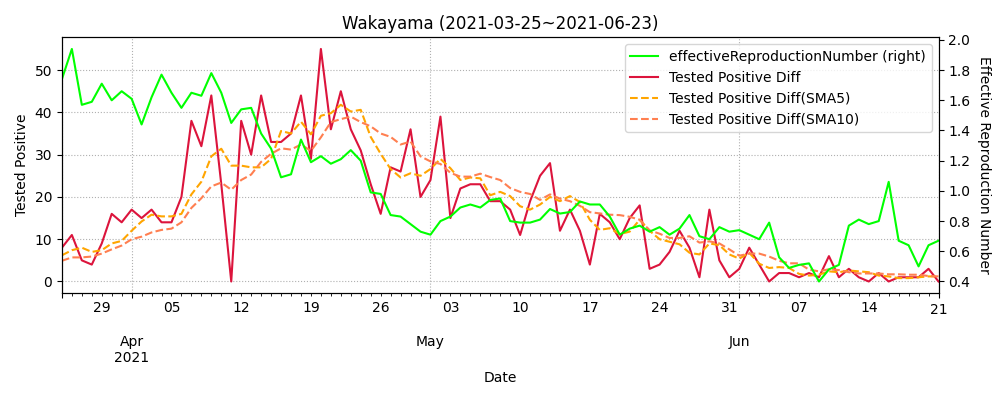 Wakayama (2021-03-25~2021-06-23)
effectiveReproductionNumber (right)
Tested Positive Diff
Tested Positive Diff(SMA5)
Tested Positive Diff(SMA10)
Tested Positive
50
40
30
20
10
0
2.0
1.8
1.6
1.4
1.2
1.0
0.8
0.6
0.4
Effective Reproduction Number
29 05 12 19 26 03 10 17 24 31 07 14 21
Apr May Jun
2021
Date